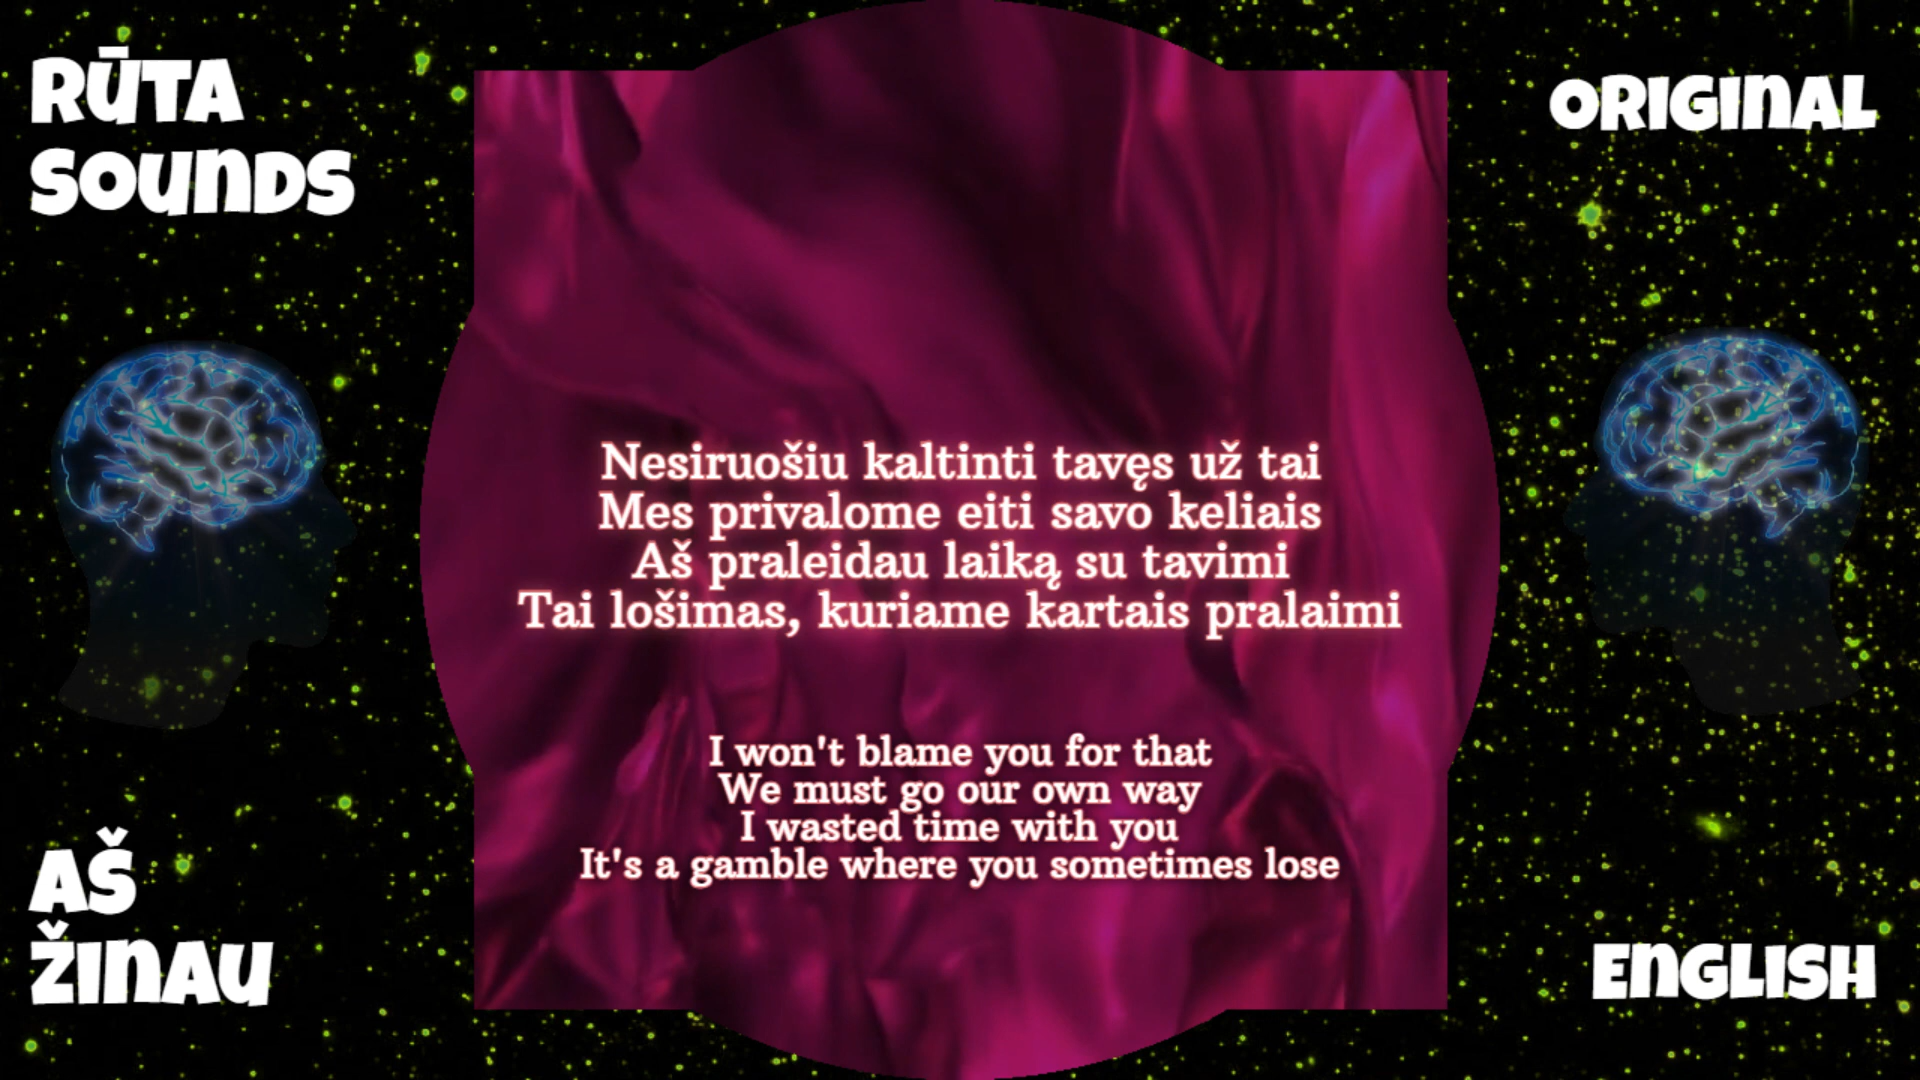 RŪTA
SOUNDS
ORIGINAL
Nesiruošiu kaltinti tavęs už tai
Mes privalome eiti savo keliais
Aš praleidau laiką su tavimi
Tai lošimas, kuriame kartais pralaimi
I won't blame you for that
We must go our own way
I wasted time with you
It's a gamble where you sometimes lose
AŠ
ŽINAU
ENGLISH